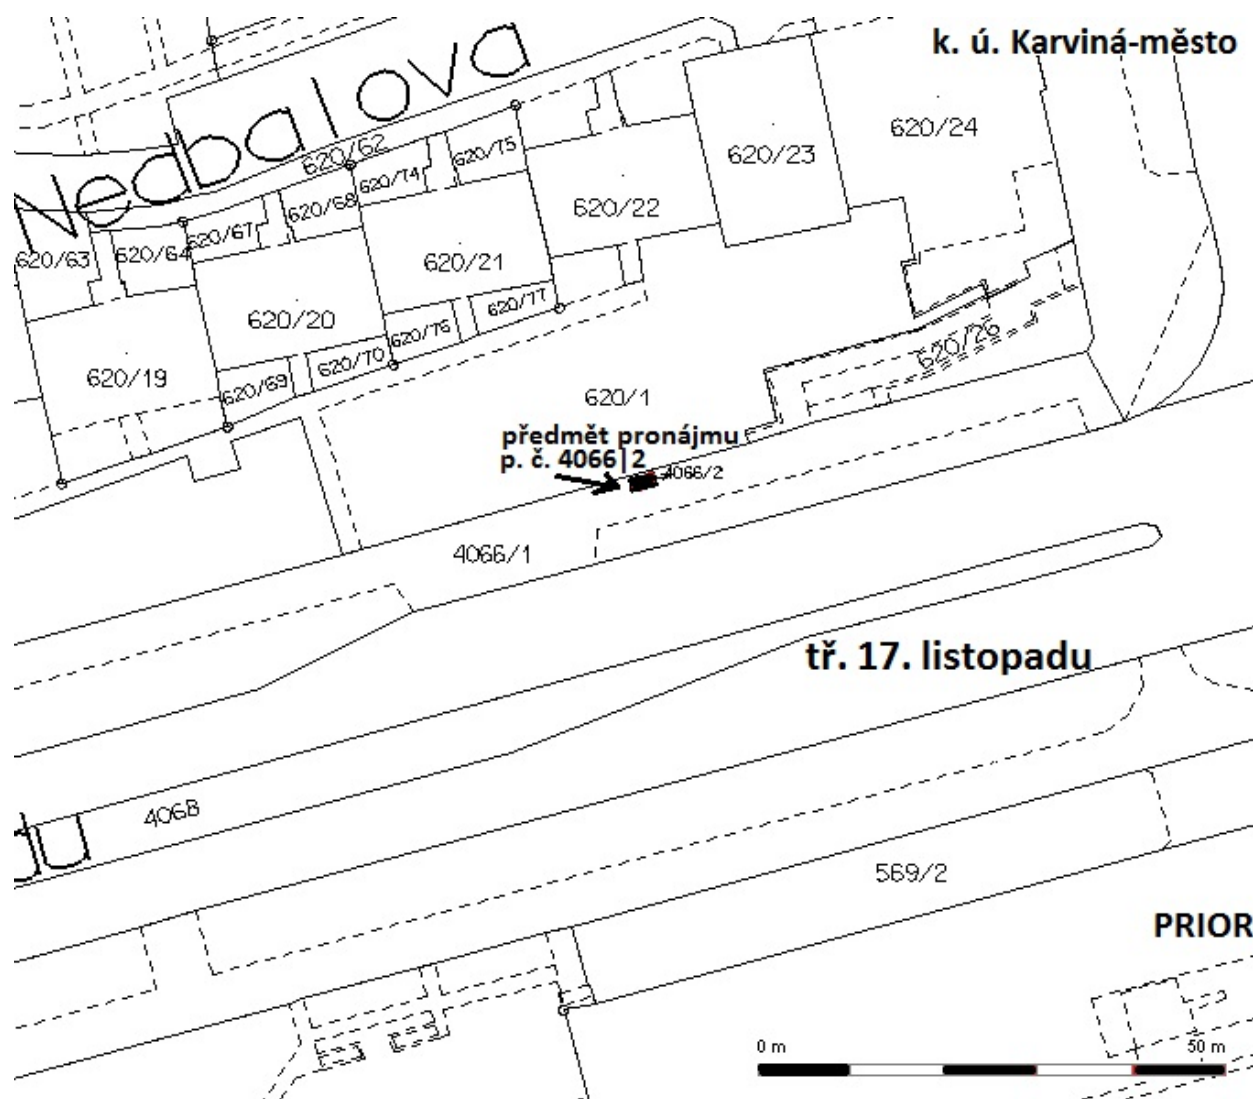 k. ú. Karviná-město
Nedbalova
620/62
620/24
620/23
620/75
620/74
620/68
620/67
620/64
620/63
620/22
620/21
620/20
620/19
620/77
620/76
620/70
620/69
620/26
620/1
předmět pronájmu
p. č. 4066|2
4066/2
4066/1
tř. 17. listopadu
4068
du
569/2
PRIOR
0 m
50 m